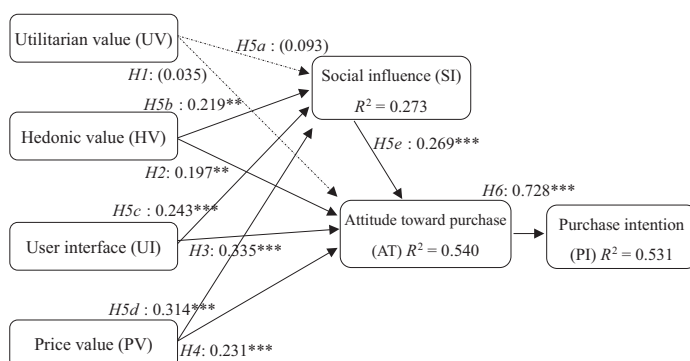 Utilitarian value (UV)
H5a : (0.093)
H1: (0.035)
Social influence (SI)
R² = 0.273
H5b : 0.219**
Hedonic value (HV)
H5e : 0.269***
H2: 0.197**
H6: 0.728***
H5c : 0.243***
Attitude toward purchase
(AT) R² = 0.540
Purchase intention
(PI) R² = 0.531
User interface (UI)
H3: 0.335***
H5d : 0.314***
Price value (PV)
H4: 0.231***